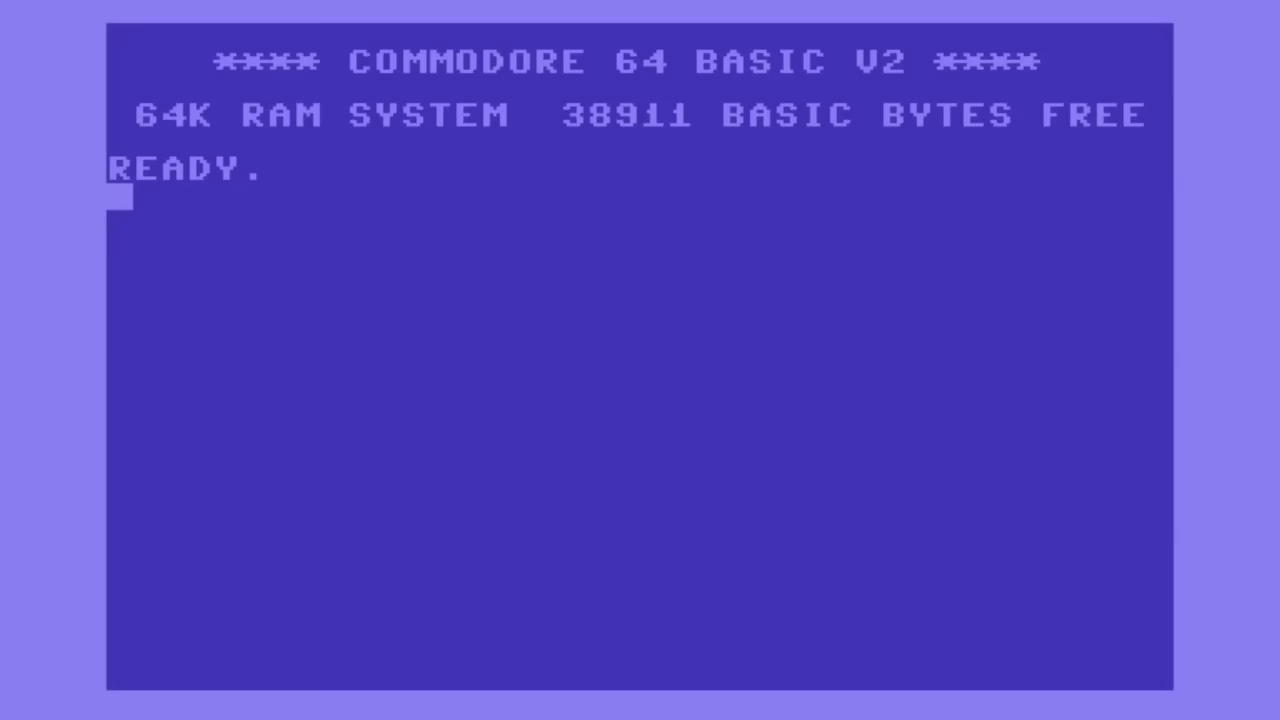 **** COMMODORE 64 BASIC V2 ****
64K RAM SYSTEM  38911 BASIC BYTES FREE
READY.